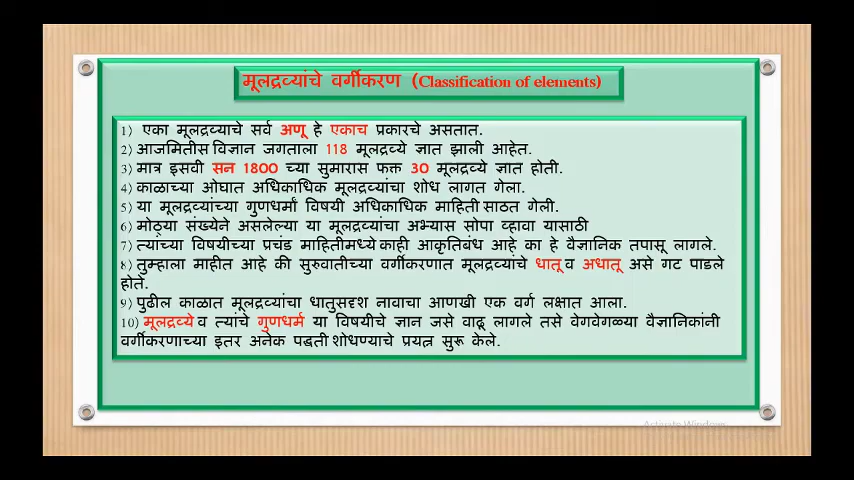 मूलद्रव्यांचे वर्गीकरण (Classification of elements)
1) एका मूलद्रव्याचे सर्व अणू हे एकाच प्रकारचे असतात.
2) आजमितीस विज्ञान जगताला 118 मूलद्रव्ये ज्ञात झाली आहेत.
3) मात्र इसवी सन 1800 च्या सुमारास फक्त 30 मूलद्रव्ये ज्ञात होती.
4) काळाच्या ओघात अधिकाधिक मूलद्रव्यांचा शोध लागत गेला.
5) या मूलद्रव्यांच्या गुणधर्मां विषयी अधिकाधिक माहिती साठत गेली.
6) मोठ्या संख्येने असलेल्या या मूलद्रव्यांचा अभ्यास सोपा व्हावा यासाठी
7) त्यांच्या विषयीच्या प्रचंड माहितीमध्ये काही आकृतिबंध आहे का हे वैज्ञानिक तपासू लागले.
8) तुम्हाला माहीत आहे की सुरुवातीच्या वर्गीकरणात मूलद्रव्यांचे धातू व अधातू असे गट पाडले
होते.
9) पुढील काळात मूलद्रव्यांचा धातुसदृश नावाचा आणखी एक वर्ग लक्षात आला.
10) मूलद्रव्ये व त्यांचे गुणधर्म या विषयीचे ज्ञान जसे वाढू लागले तसे वेगवेगळ्या वैज्ञानिकांनी
वर्गीकरणाच्या इतर अनेक पद्धती शोधण्याचे प्रयत्न सुरू केले.
Activate Windows